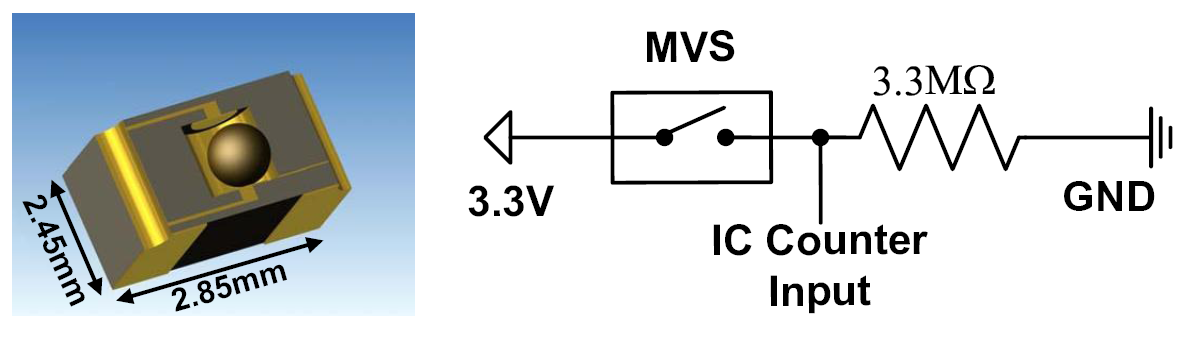 2.45mm
2.85mm
MVS
3.3MΩ
3.3V
GND
IC Counter
Input